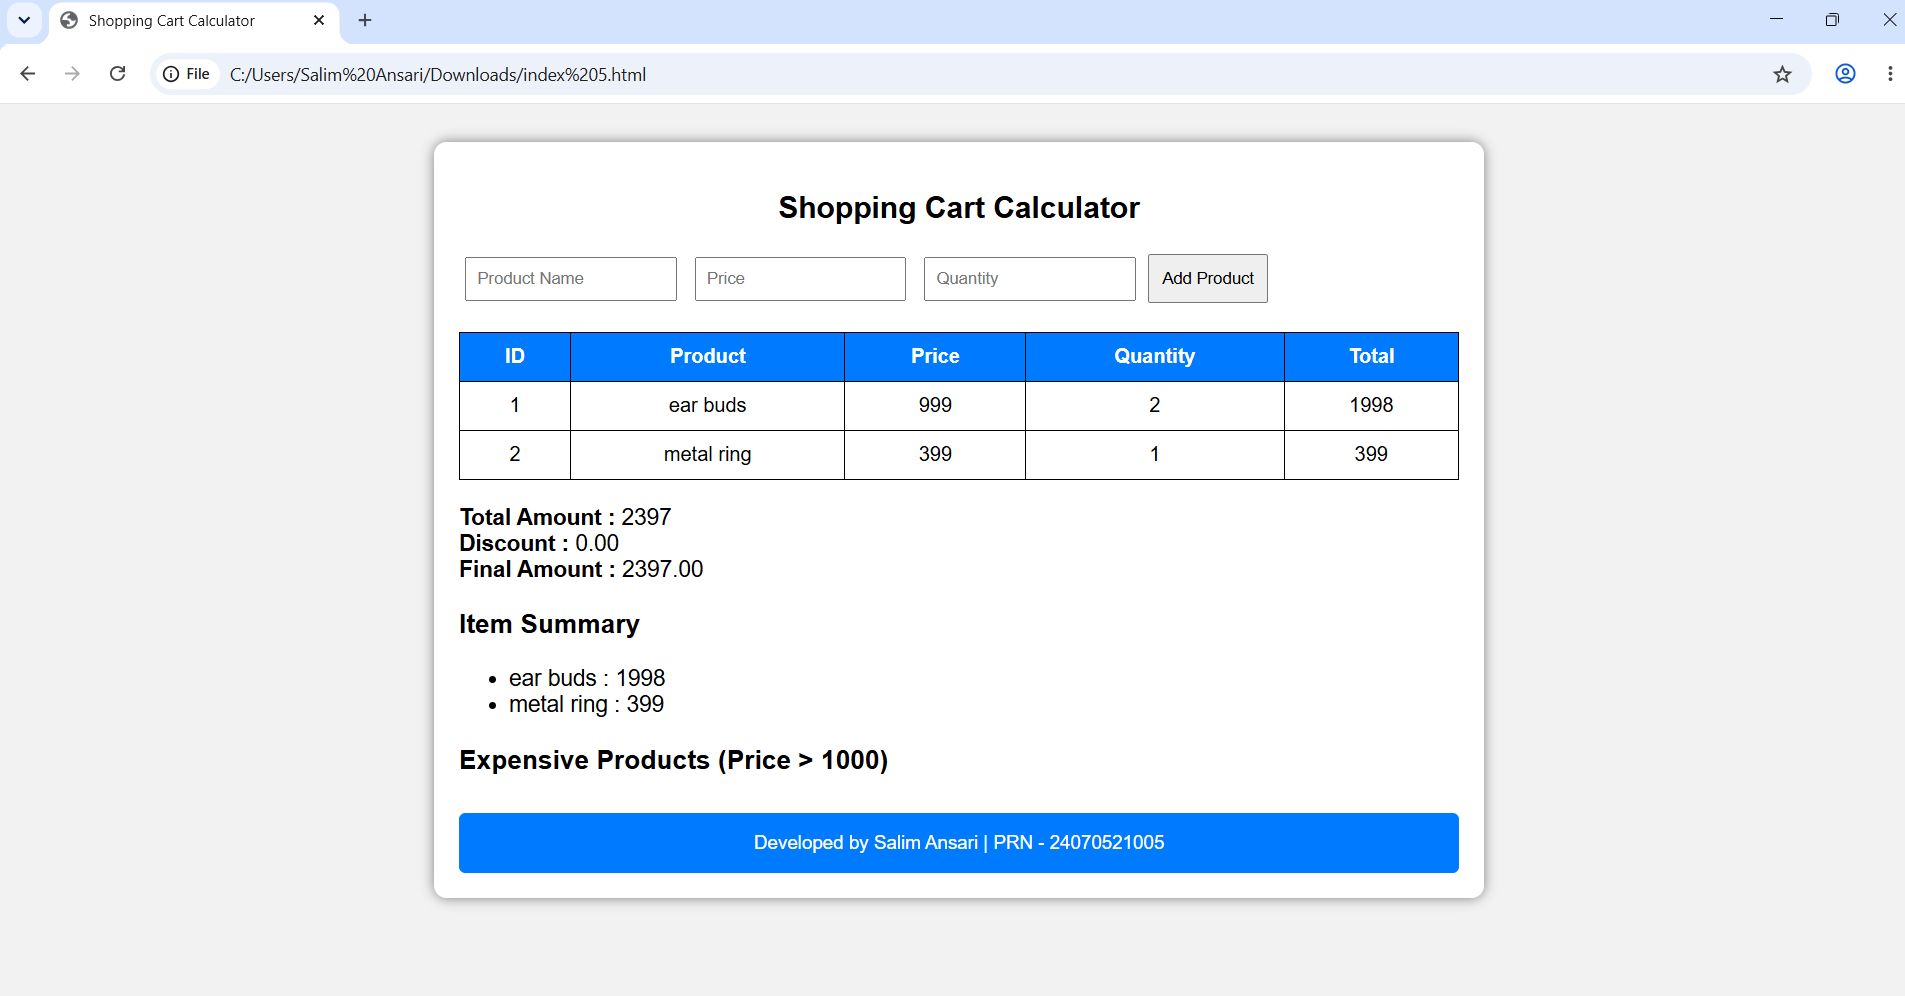 Shopping Cart Calculator
File C:/Users/Salim%20Ansari/Downloads/index%205.html
Shopping Cart Calculator
Product Name Price Quantity Add Product
ID Product Price Quantity Total
1 ear buds 999 2 1998
2 metal ring 399 1 399
Total Amount : 2397
Discount : 0.00
Final Amount : 2397.00
Item Summary
• ear buds : 1998
• metal ring : 399
Expensive Products (Price > 1000)
Developed by Salim Ansari | PRN - 24070521005